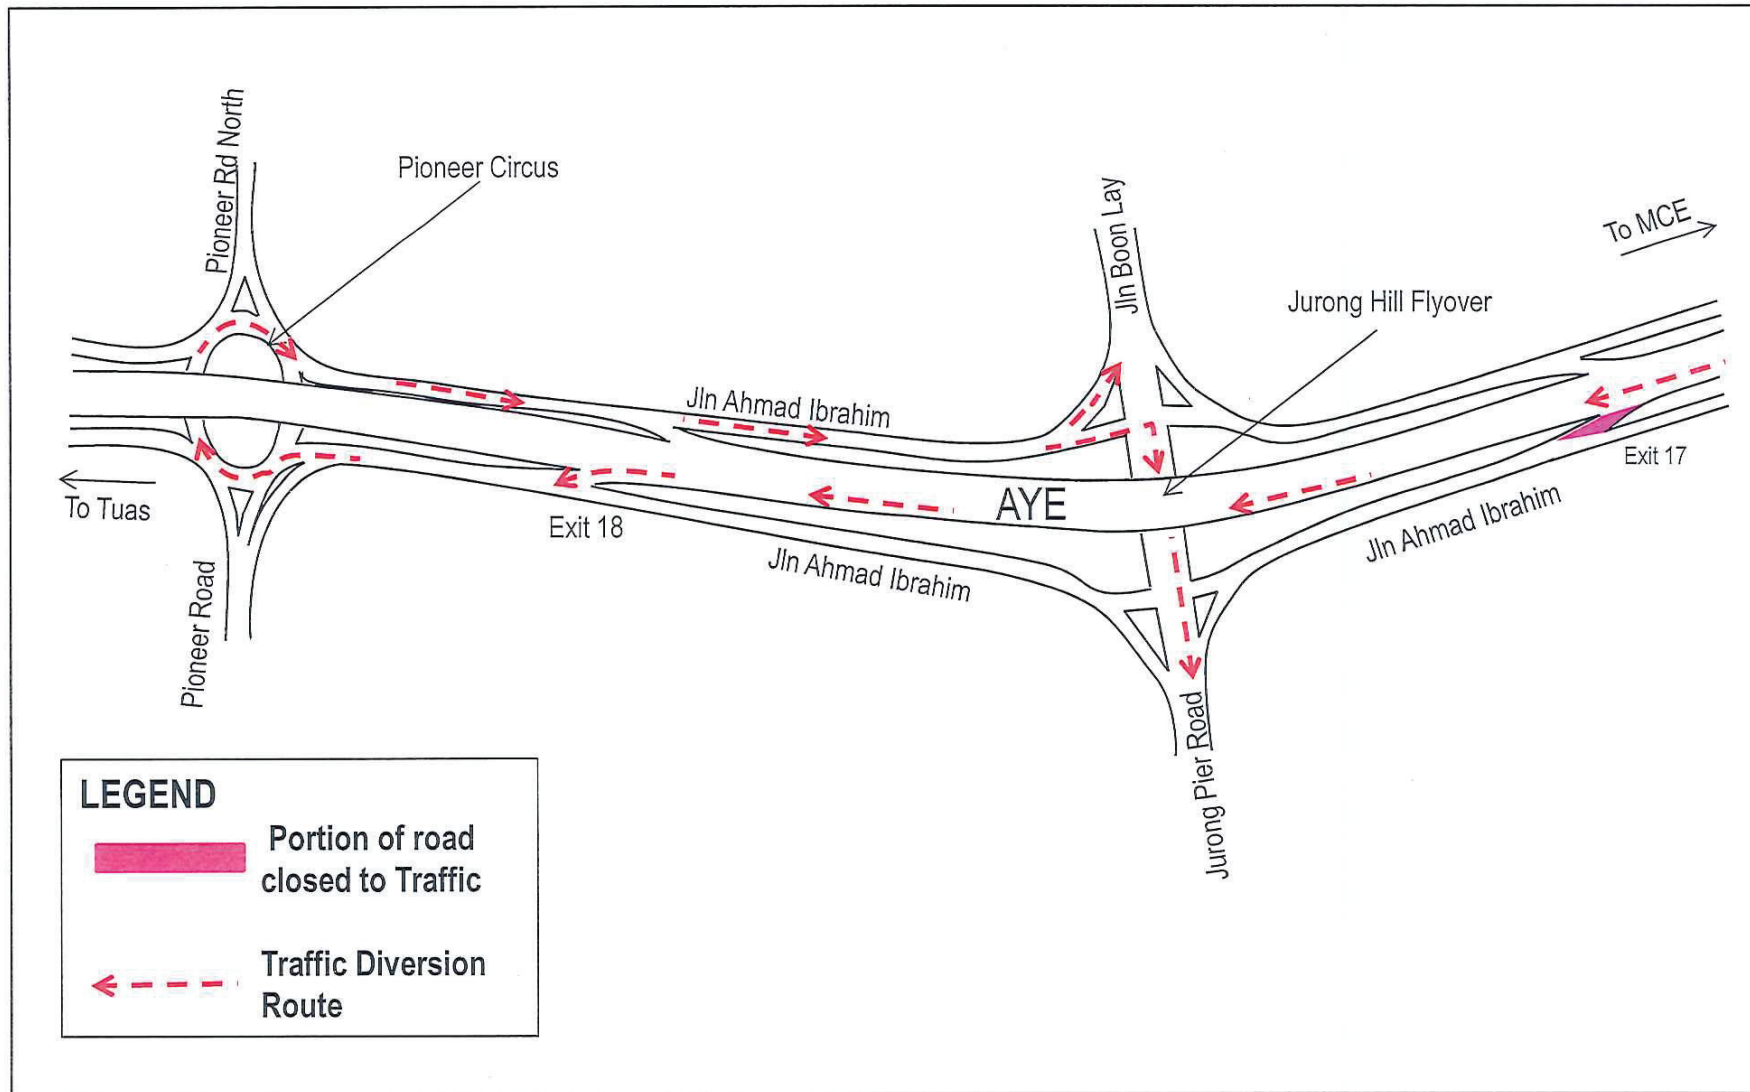 Pioneer Rd North
Pioneer Circus
Jln Boon Lay
To MCE
Jurong Hill Flyover
Jln Ahmad Ibrahim
Exit 17
To Tuas
AYE
Exit 18
Jln Ahmad Ibrahim
Jln Ahmad Ibrahim
Pioneer Road
Jurong Pier Road
LEGEND
Portion of road
closed to Traffic
Traffic Diversion
Route